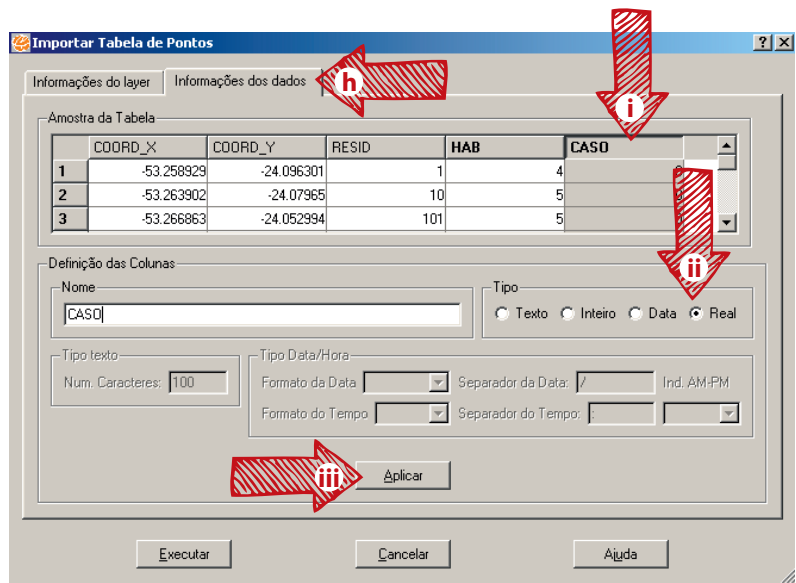 Importar Tabela de Pontos
Informações do layer Informações dos dados h
i
Amostra da Tabela
COORD_X COORD_Y RESID HAB CASO
1 -53.258929 -24.096301 1 4
2 -53.263902 -24.07965 10 5
3 -53.266863 -24.052994 101 5
ii
Definição das Colunas
Nome Tipo
CASO Texto Inteiro Data Real
Tipo texto Tipo Data/Hora
Num. Caracteres: 100 Formato da Data Separador da Data: / Ind. AM-PM
Formato do Tempo Separador do Tempo: :
iii Aplicar
Executar Cancelar Ajuda